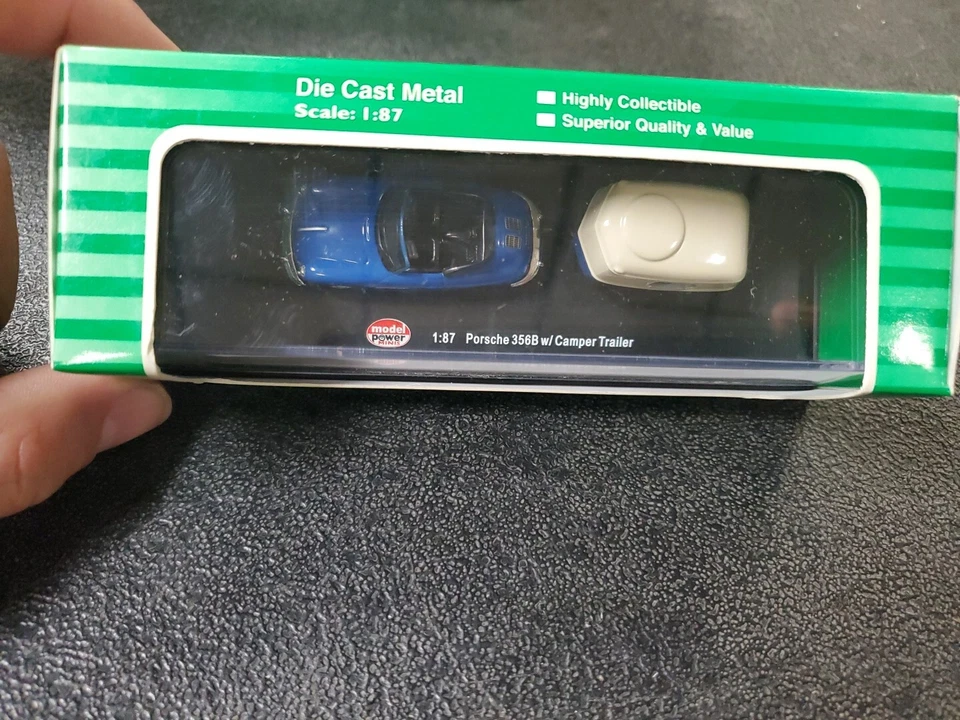 Die Cast Metal
Scale: 1:87
Highly Collectible
Superior Quality & Value
model
power
MINIS
1:87 Porsche 356B w/ Camper Trailer